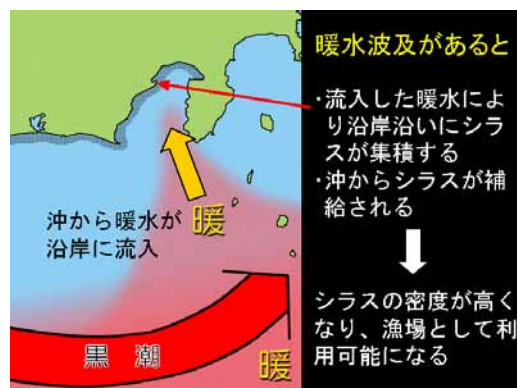 暖水波及があると
・流入した暖水によ
り沿岸沿いにシラ
スが集積する
・沖からシラスが補
給される
シラスの密度が高く
なり、漁場として利
用可能になる
沖から暖水が
沿岸に流入
暖
黒 潮
暖